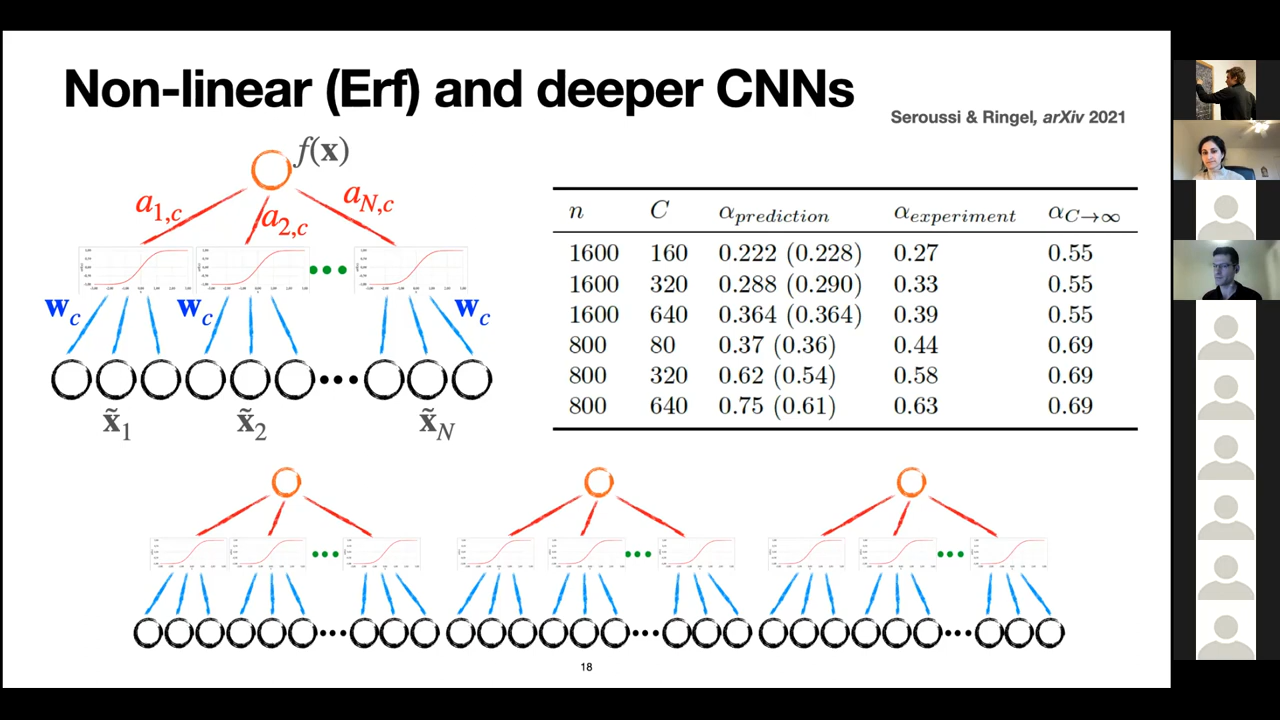 Non-linear (Erf) and deeper CNNs
Seroussi & Ringel, arXiv 2021
f(x)
a1,c
a2,c
aN,c
wc
wc
wc
x̃1
x̃2
x̃N
n C αprediction αexperiment αC→∞
1600 160 0.222 (0.228) 0.27 0.55
1600 320 0.288 (0.290) 0.33 0.55
1600 640 0.364 (0.364) 0.39 0.55
800 80 0.37 (0.36) 0.44 0.69
800 320 0.62 (0.54) 0.58 0.69
800 640 0.75 (0.61) 0.63 0.69
18